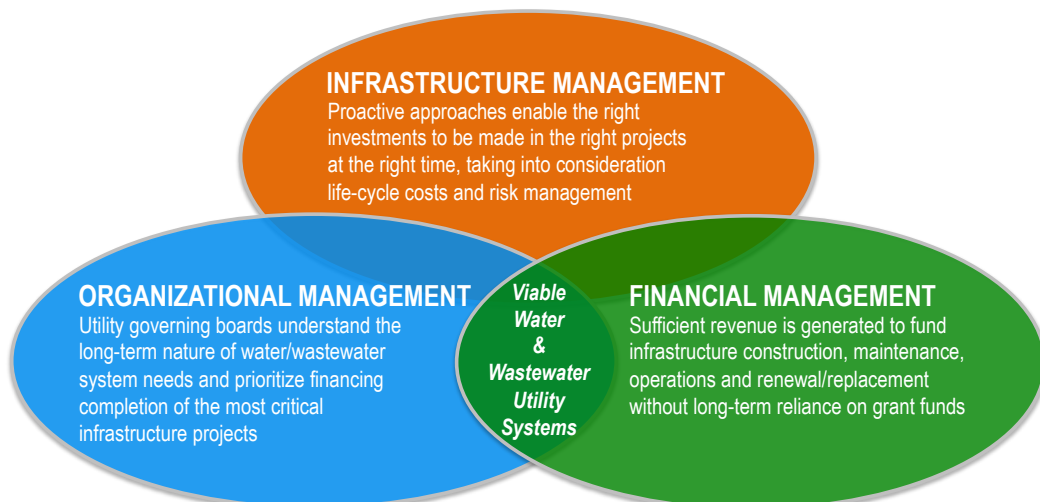 INFRASTRUCTURE MANAGEMENT
Proactive approaches enable the right
investments to be made in the right projects
at the right time, taking into consideration
life-cycle costs and risk management
ORGANIZATIONAL MANAGEMENT
Utility governing boards understand the
long-term nature of water/wastewater
system needs and prioritize financing
completion of the most critical
infrastructure projects
Viable
Water
&
Wastewater
Utility
Systems
FINANCIAL MANAGEMENT
Sufficient revenue is generated to fund
infrastructure construction, maintenance,
operations and renewal/replacement
without long-term reliance on grant funds